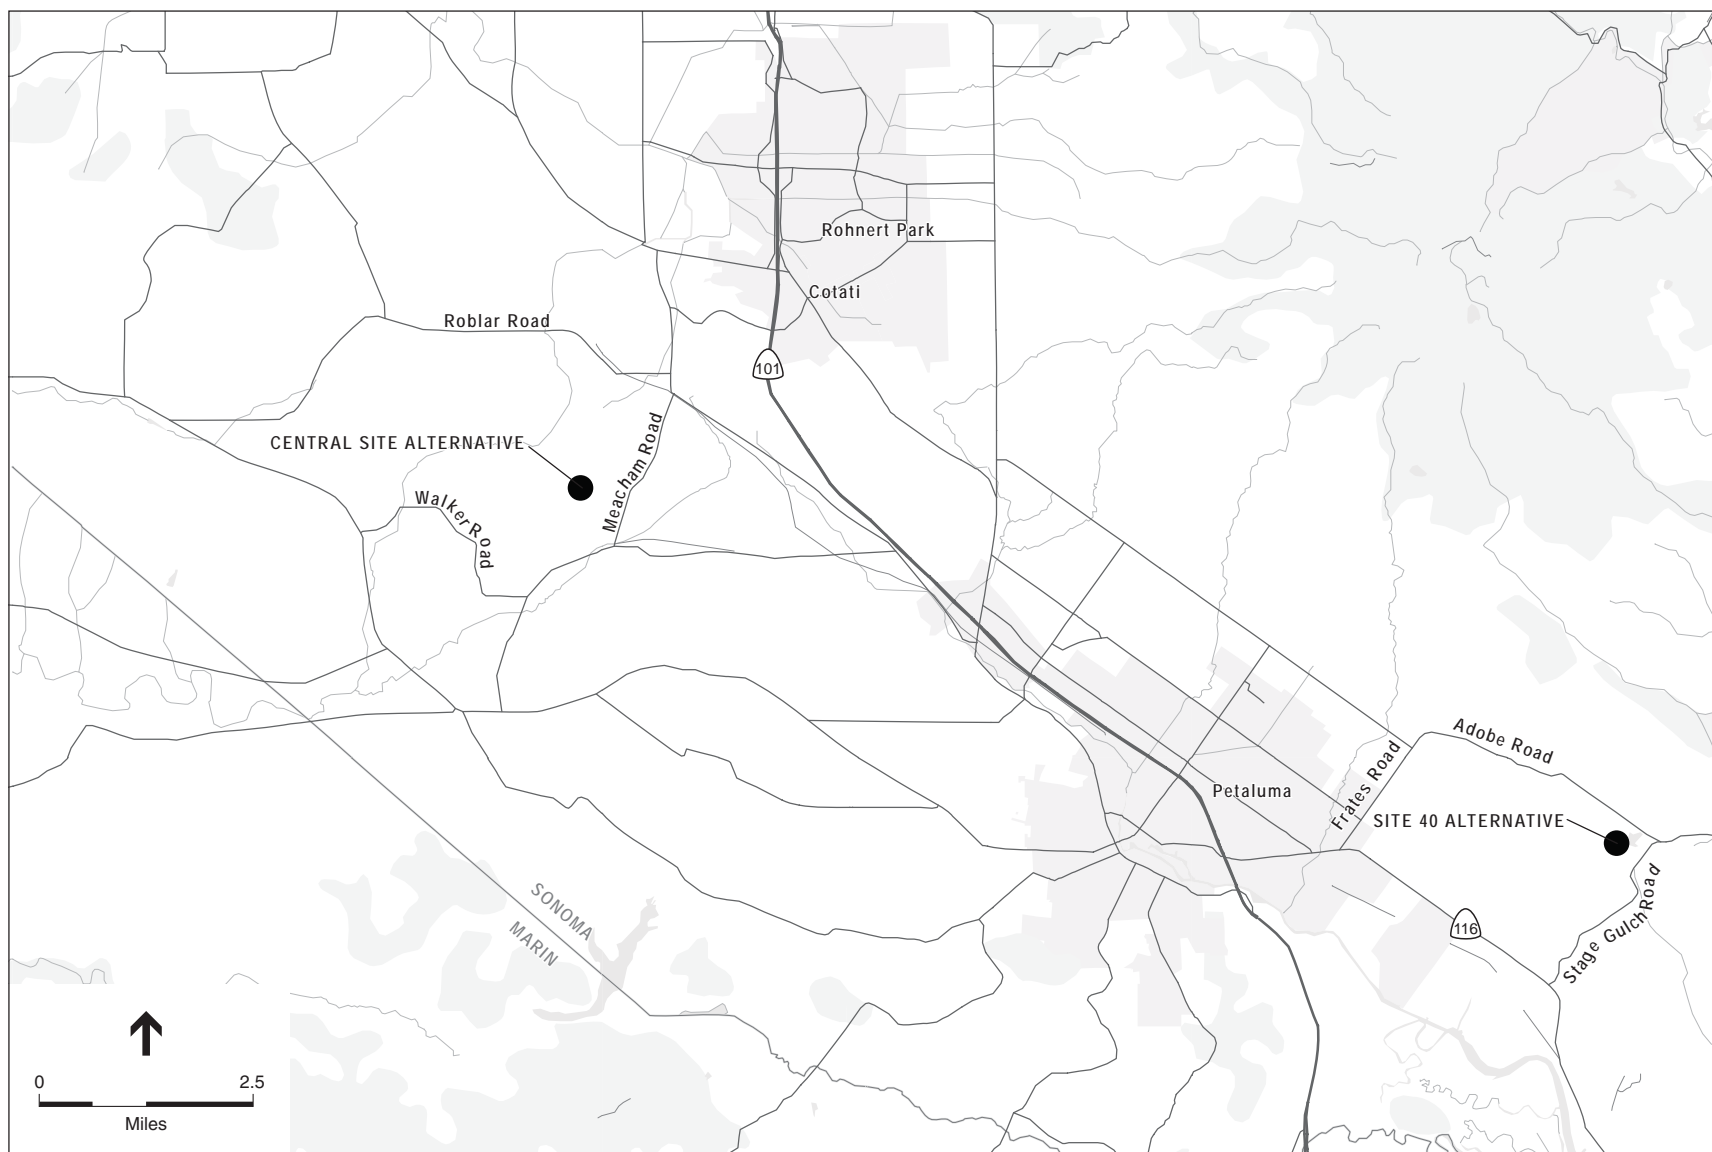 Rohnert Park
Cotati
Roblar Road
101
CENTRAL SITE ALTERNATIVE
Meacham Road
Walker Road
Adobe Road
Frates Road
Petaluma
SITE 40 ALTERNATIVE
Stage Gulch Road
116
SONOMA
MARIN
0 2.5
Miles